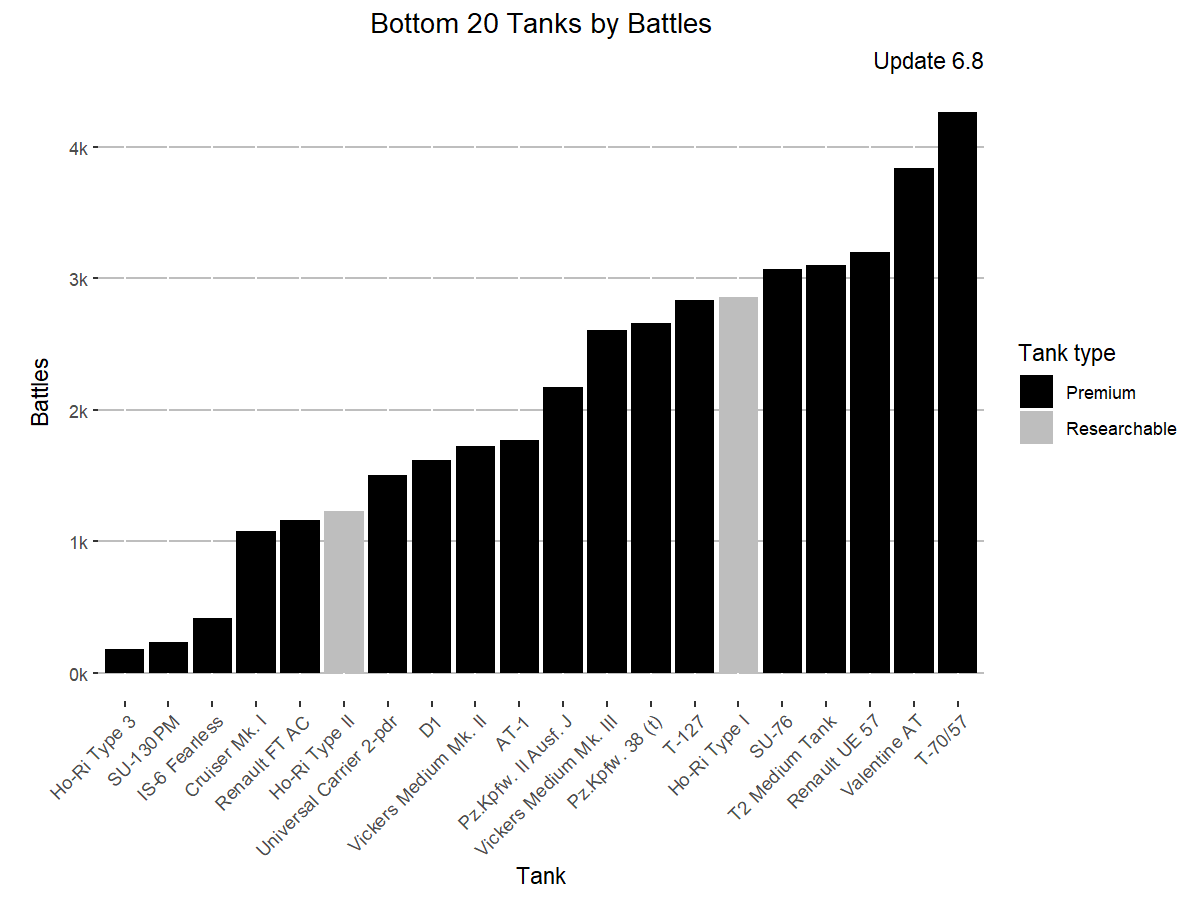 Bottom 20 Tanks by Battles
Update 6.8
4k
3k
2k
1k
0k
Battles
Ho-Ri Type 3
SU-130PM
IS-6 Fearless
Cruiser Mk. I
Renault FT AC
Ho-Ri Type II
Universal Carrier 2-pdr
D1
Vickers Medium Mk. II
AT-1
Pz.Kpfw. II Ausf. J
Vickers Medium Mk. III
Pz.Kpfw. 38 (t)
T-127
Ho-Ri Type I
SU-76
T2 Medium Tank
Renault UE 57
Valentine AT
T-70/57
Tank
Tank type
Premium
Researchable